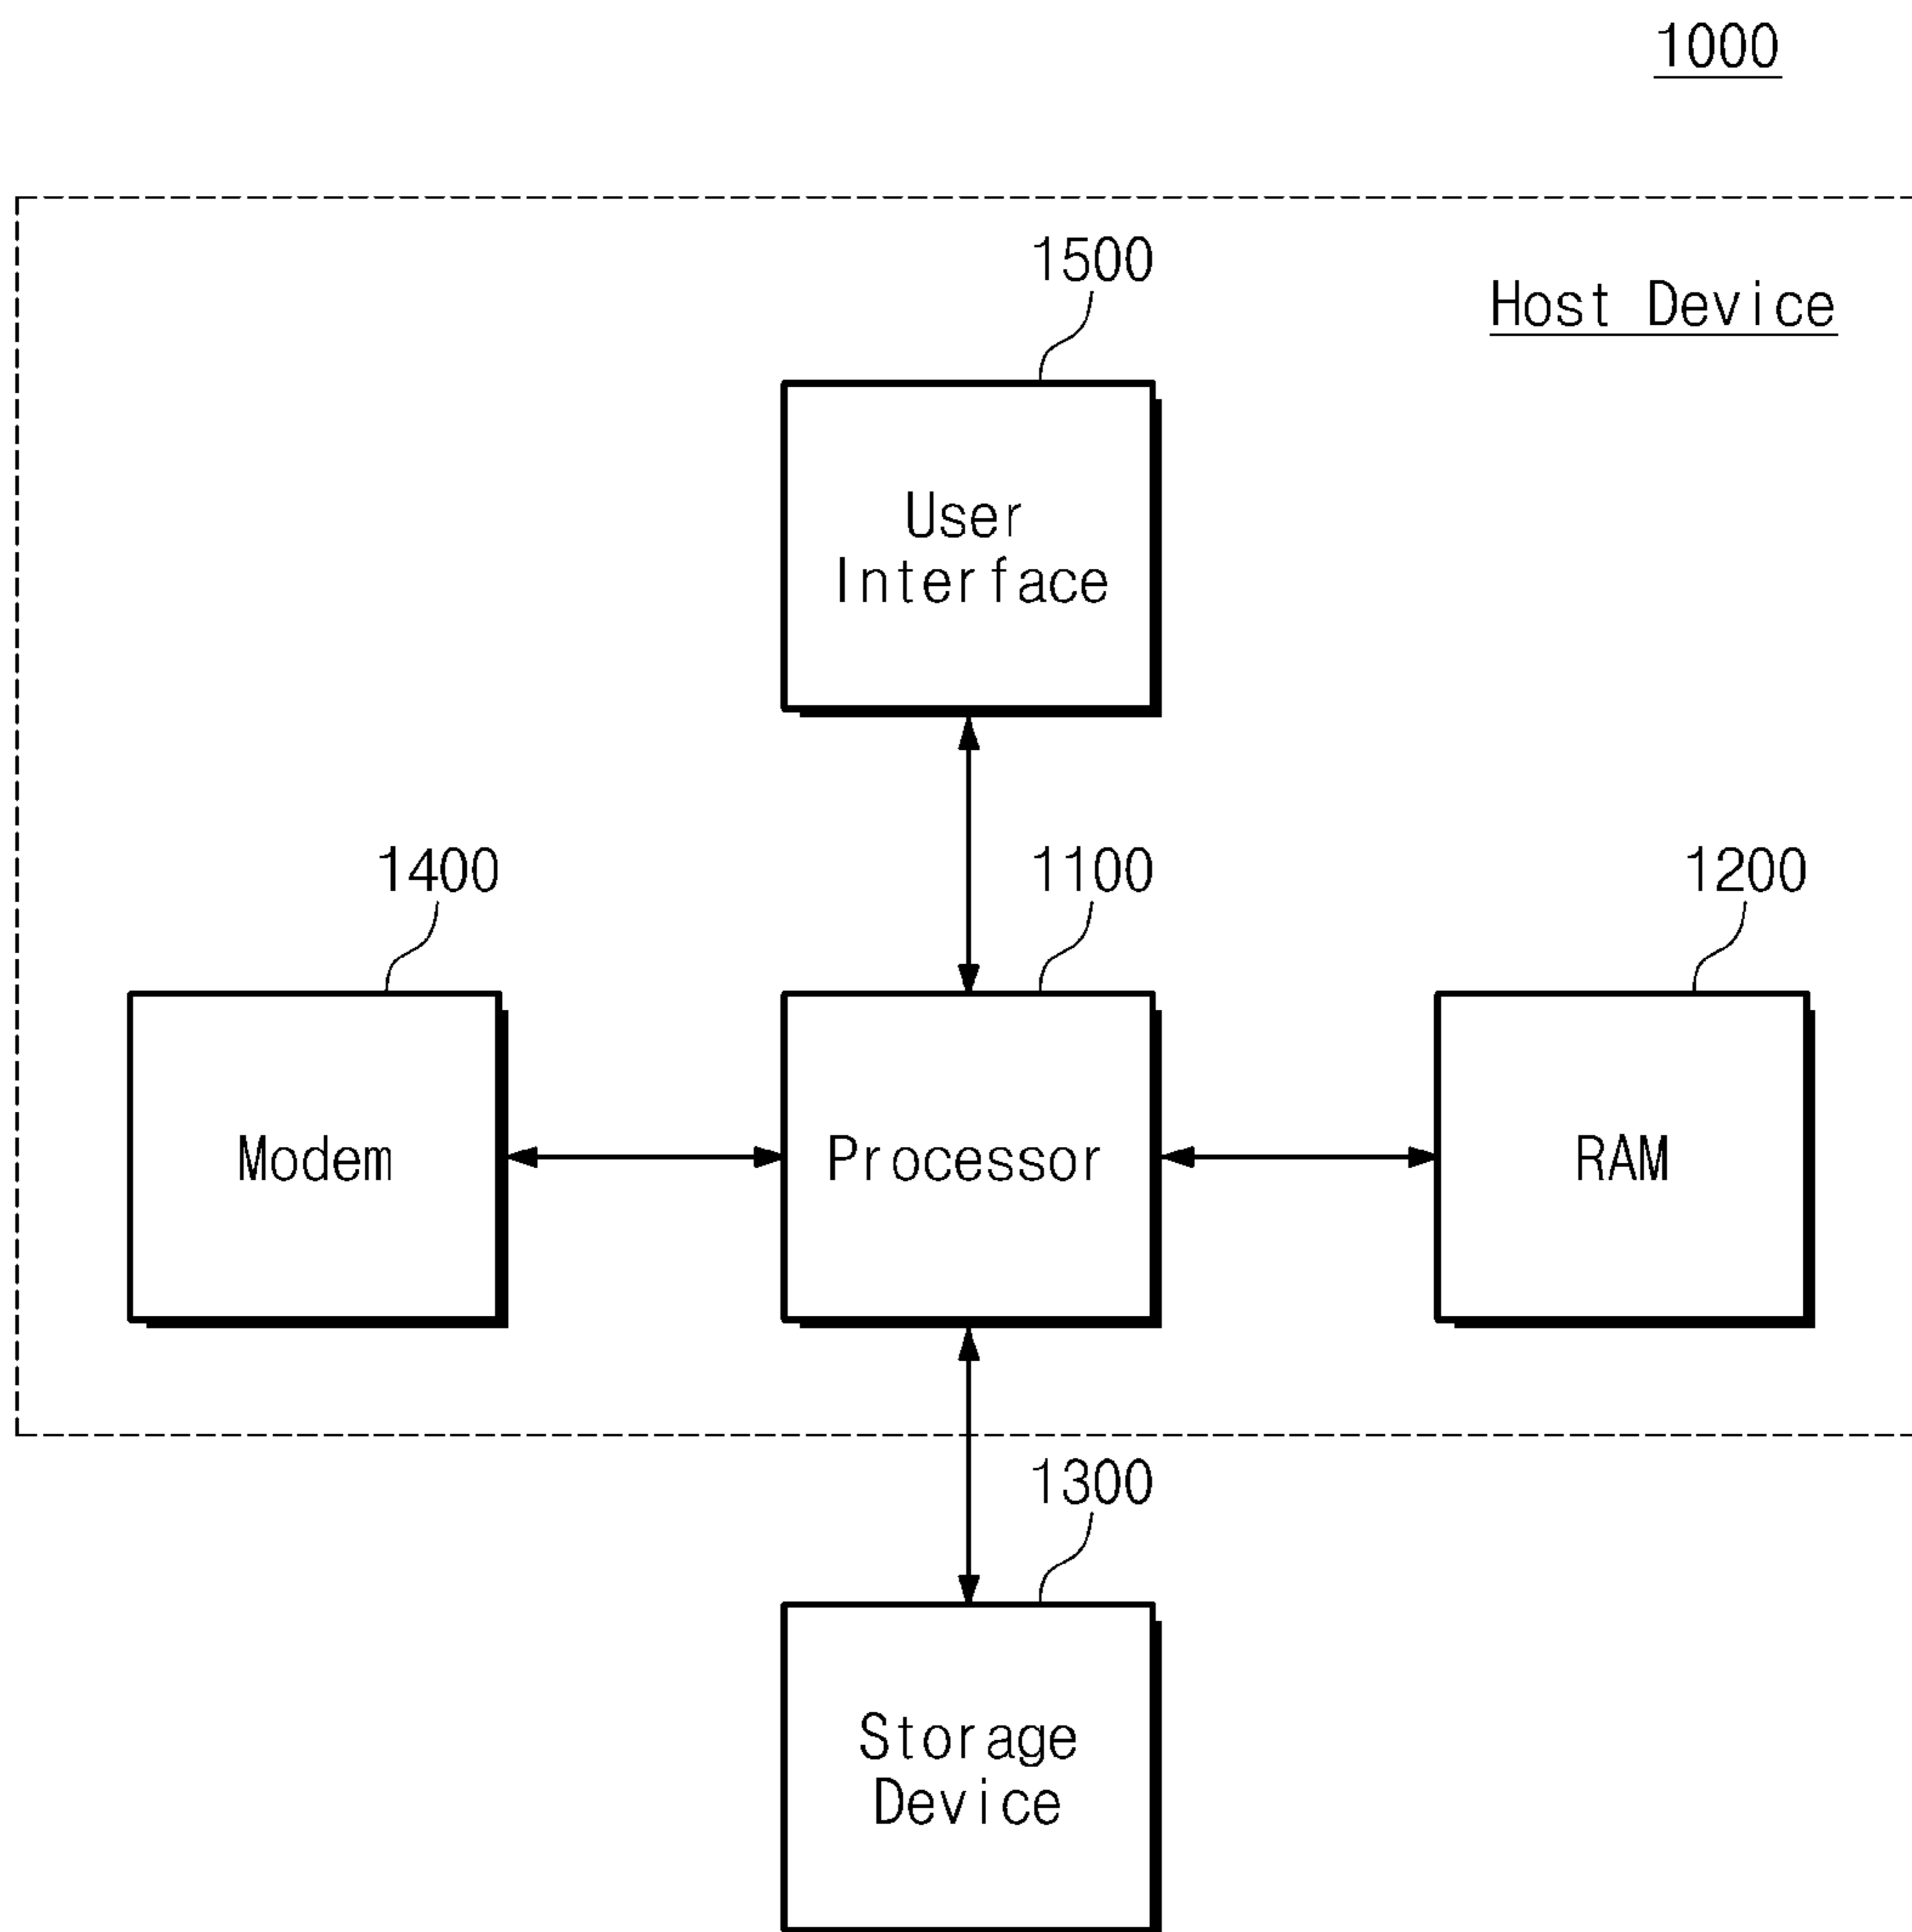 1000
1500
Host Device
User
Interface
1400
1100
1200
Modem
Processor
RAM
1300
Storage
Device